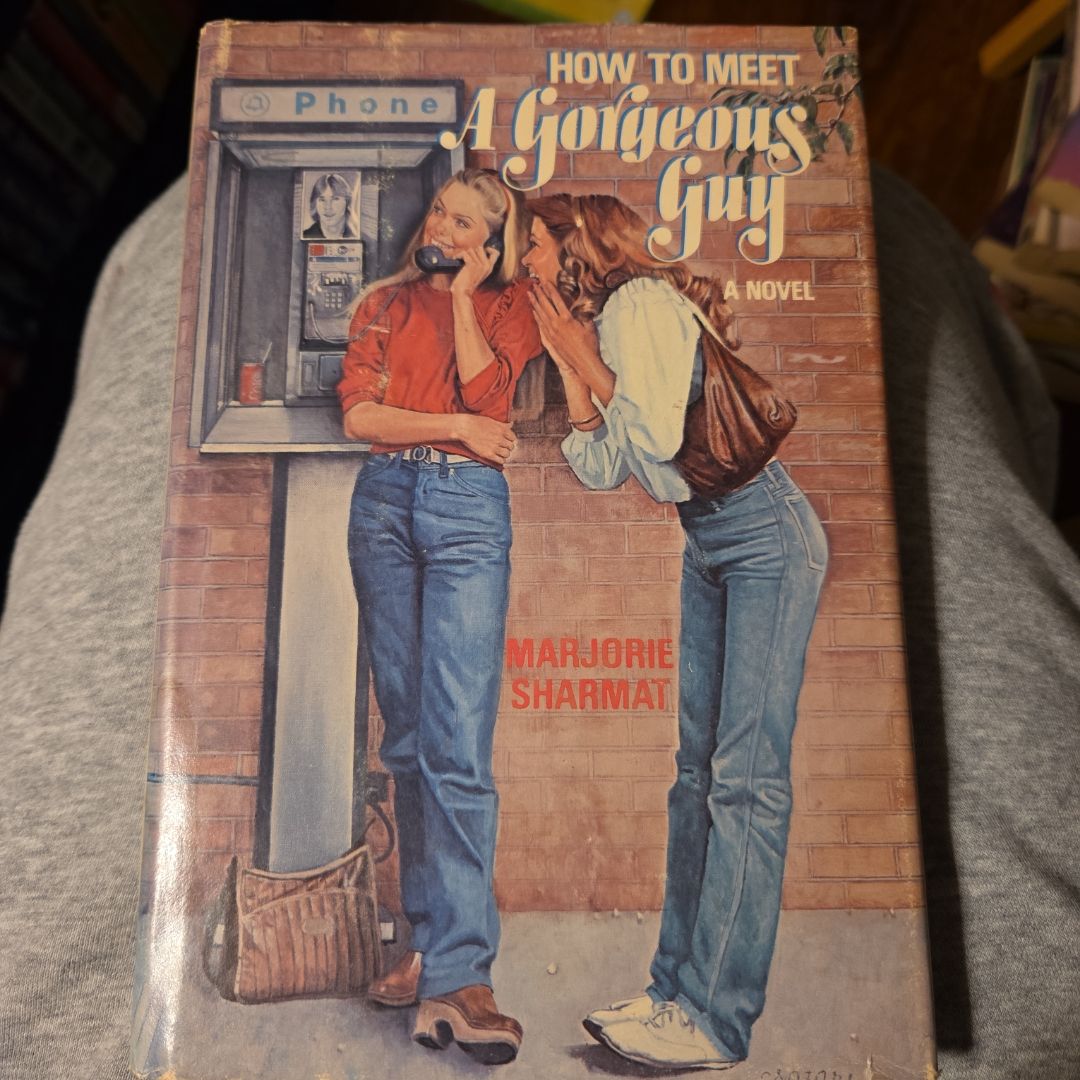 Phone
HOW TO MEET
A Gorgeous
Guy
A NOVEL
MARJORIE
SHARMAT